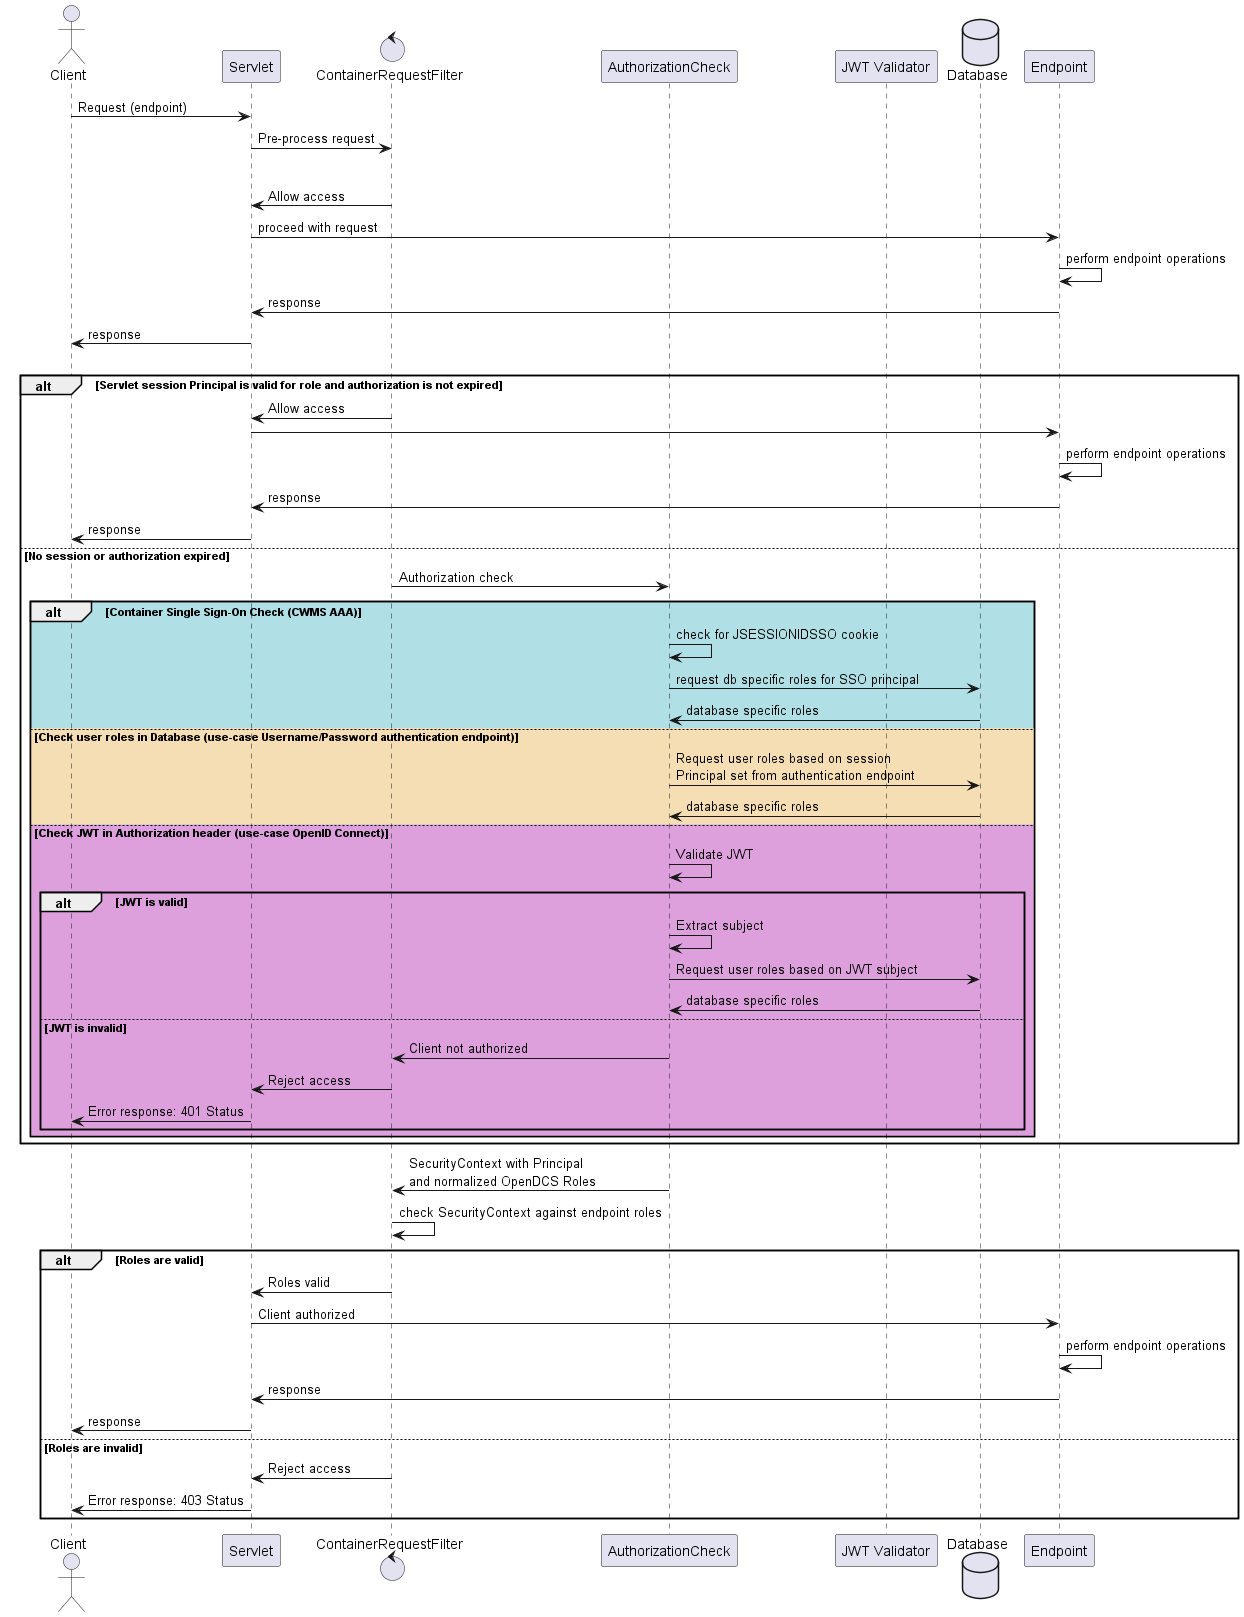 Client
Servlet
ContainerRequestFilter
AuthorizationCheck
JWT Validator
Database
Endpoint
Request (endpoint)
Pre-process request
Allow access
proceed with request
perform endpoint operations
response
response
alt [Servlet session Principal is valid for role and authorization is not expired]
Allow access
perform endpoint operations
response
response
[No session or authorization expired]
Authorization check
alt [Container Single Sign-On Check (CWMS AAA)]
check for JSESSIONIDSSO cookie
request db specific roles for SSO principal
database specific roles
[Check user roles in Database (use-case Username/Password authentication endpoint)]
Request user roles based on session
Principal set from authentication endpoint
database specific roles
[Check JWT in Authorization header (use-case OpenID Connect)]
Validate JWT
alt [JWT is valid]
Extract subject
Request user roles based on JWT subject
database specific roles
[JWT is invalid]
Client not authorized
Reject access
Error response: 401 Status
SecurityContext with Principal
and normalized OpenDCS Roles
check SecurityContext against endpoint roles
alt [Roles are valid]
Roles valid
Client authorized
perform endpoint operations
response
response
[Roles are invalid]
Reject access
Error response: 403 Status
Client
Servlet
ContainerRequestFilter
AuthorizationCheck
JWT Validator
Database
Endpoint